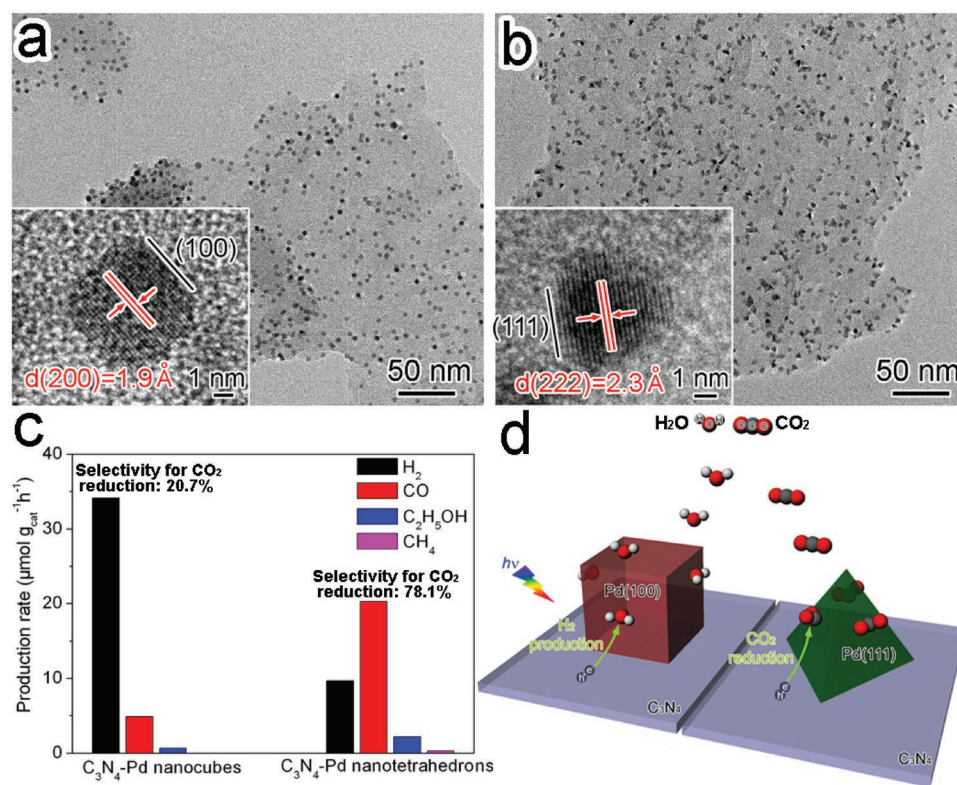 a
(100)
d(200)=1.9 Å
1 nm
50 nm
b
(111)
d(222)=2.3 Å
1 nm
50 nm
c
Production rate (μmol g_cat⁻¹h⁻¹)
40
30
20
10
0
Selectivity for CO₂
reduction: 20.7%
H₂
CO
C₂H₅OH
CH₄
Selectivity for CO₂
reduction: 78.1%
C₃N₄-Pd nanocubes
C₃N₄-Pd nanotetrahedrons
d
H₂O
H
H
CO₂
hν
Pd(100)
H₂
production
e
h
C₃N₄
CO₂
reduction
Pd(111)
e
h
C₃N₄